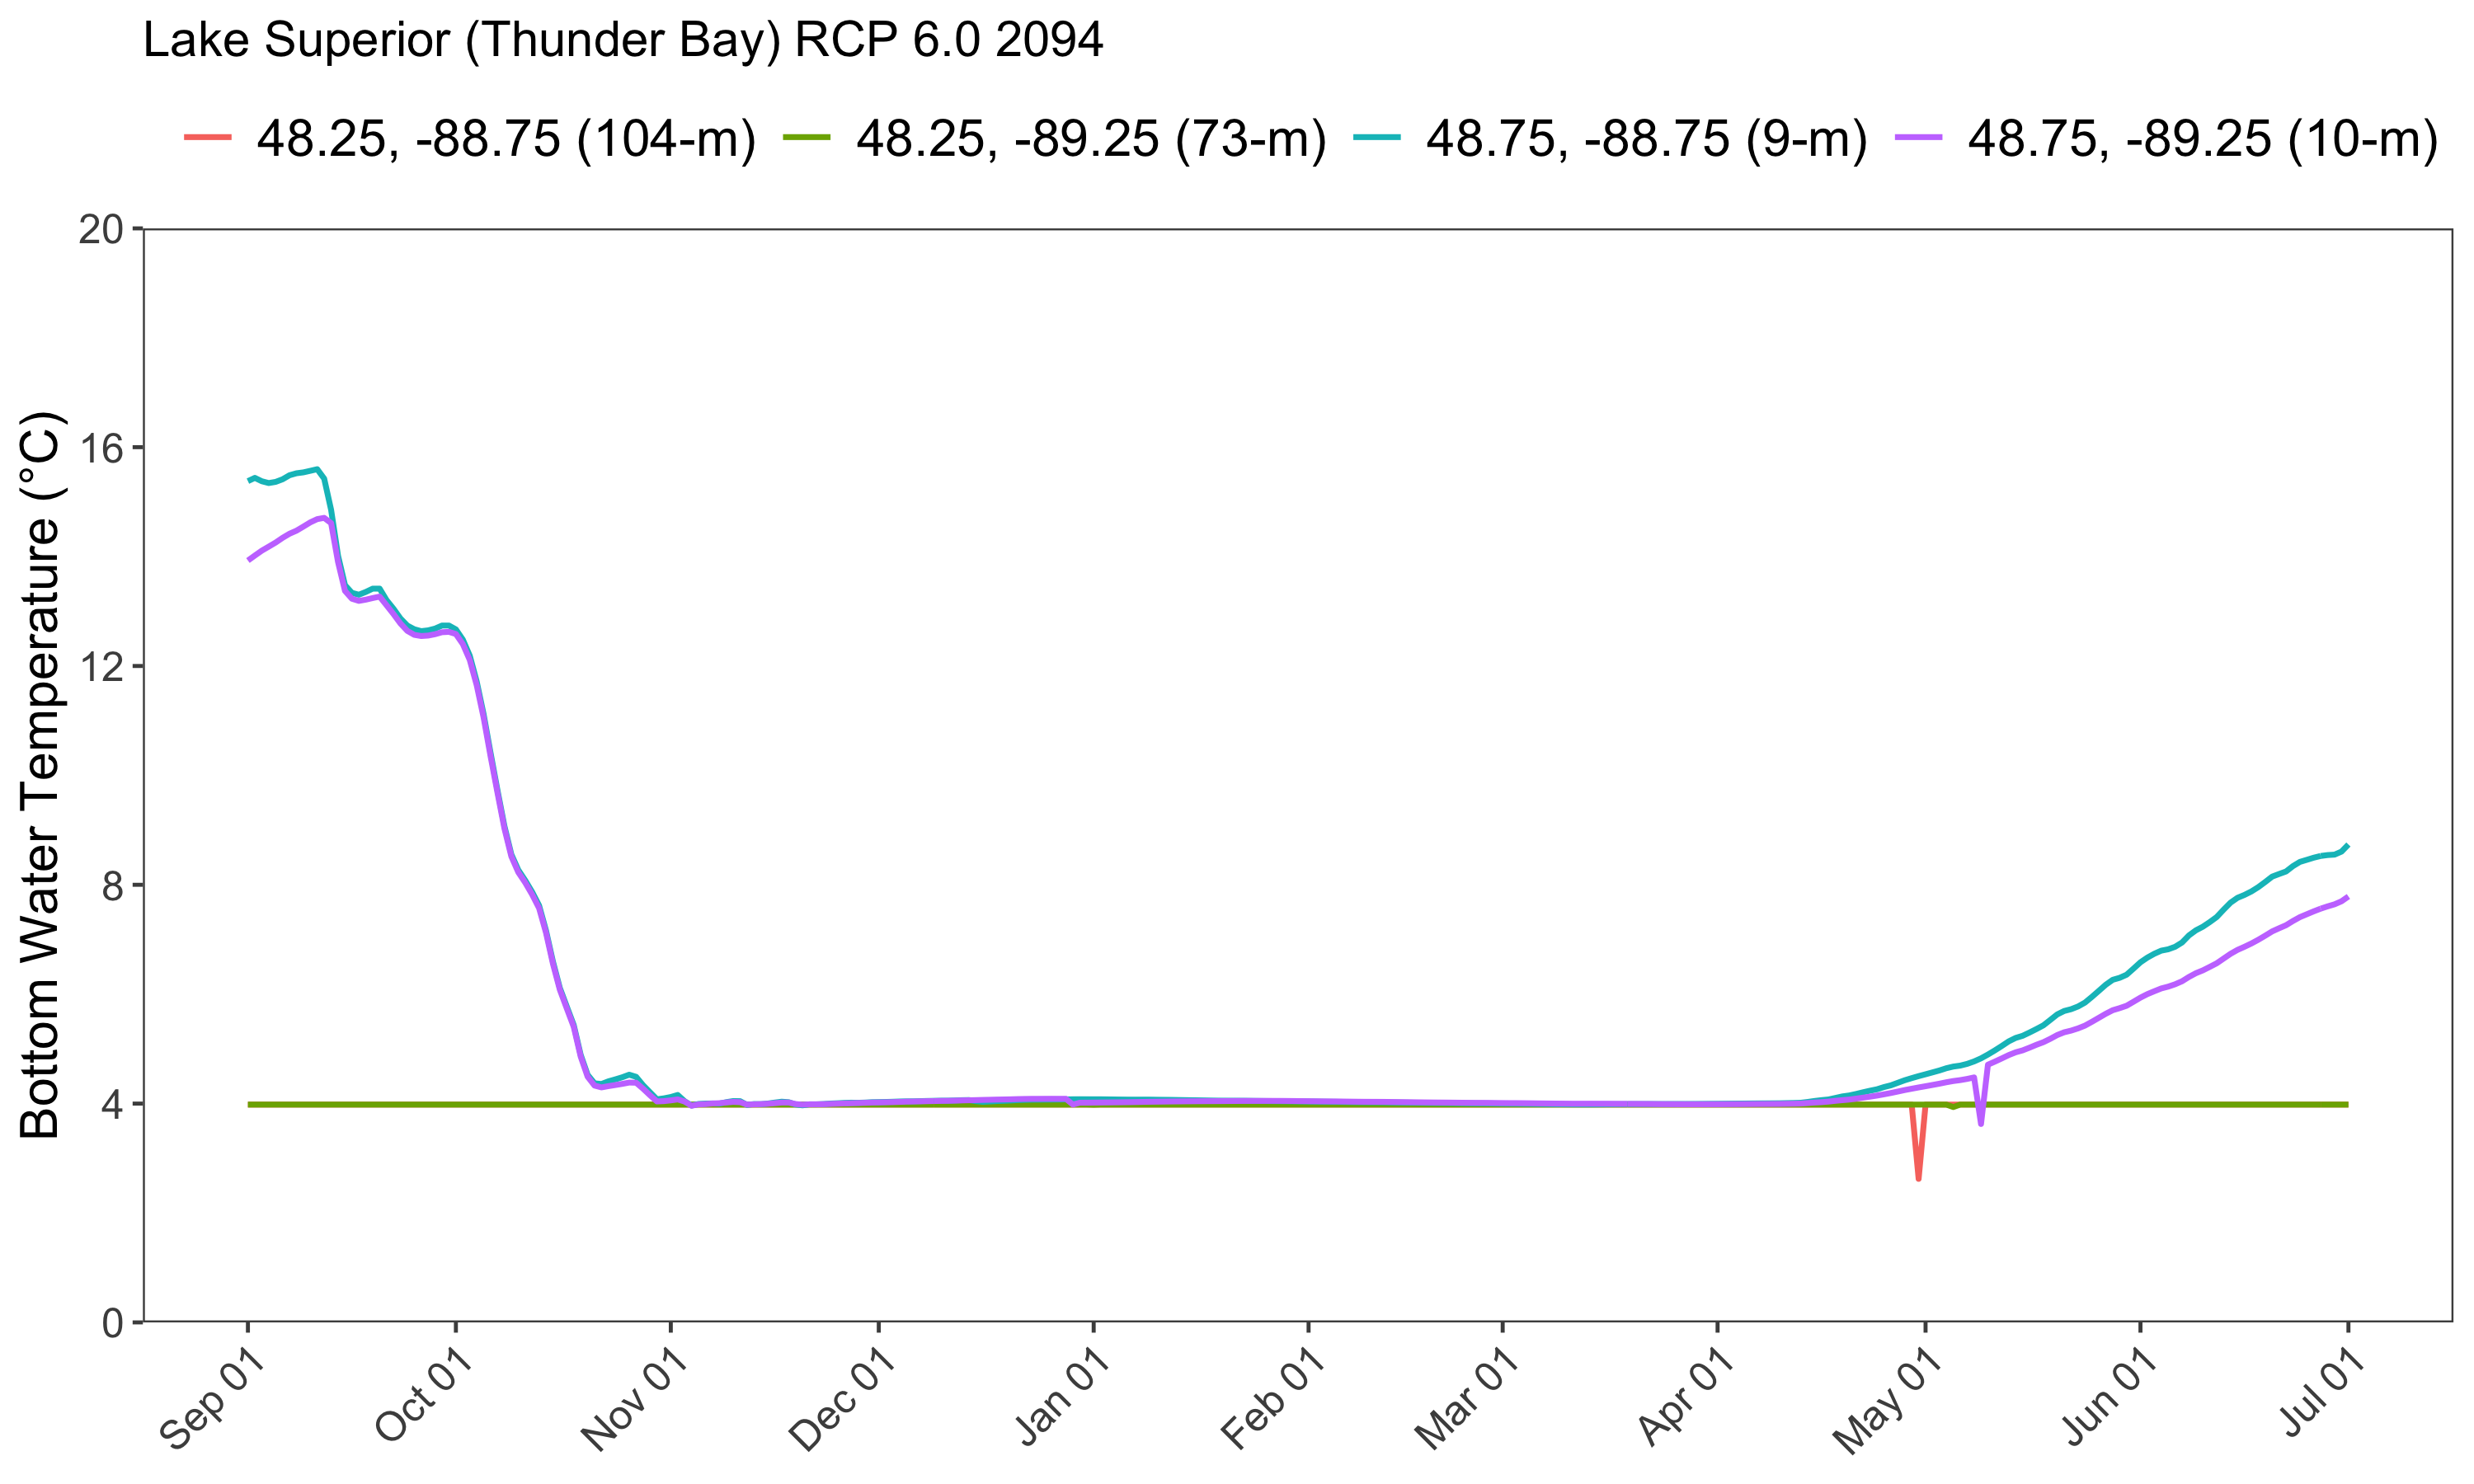 Lake Superior (Thunder Bay) RCP 6.0 2094
48.25, -88.75 (104-m) 48.25, -89.25 (73-m) 48.75, -88.75 (9-m) 48.75, -89.25 (10-m)
Bottom Water Temperature (°C)
20
16
12
8
4
0
Sep 01 Oct 01 Nov 01 Dec 01 Jan 01 Feb 01 Mar 01 Apr 01 May 01 Jun 01 Jul 01